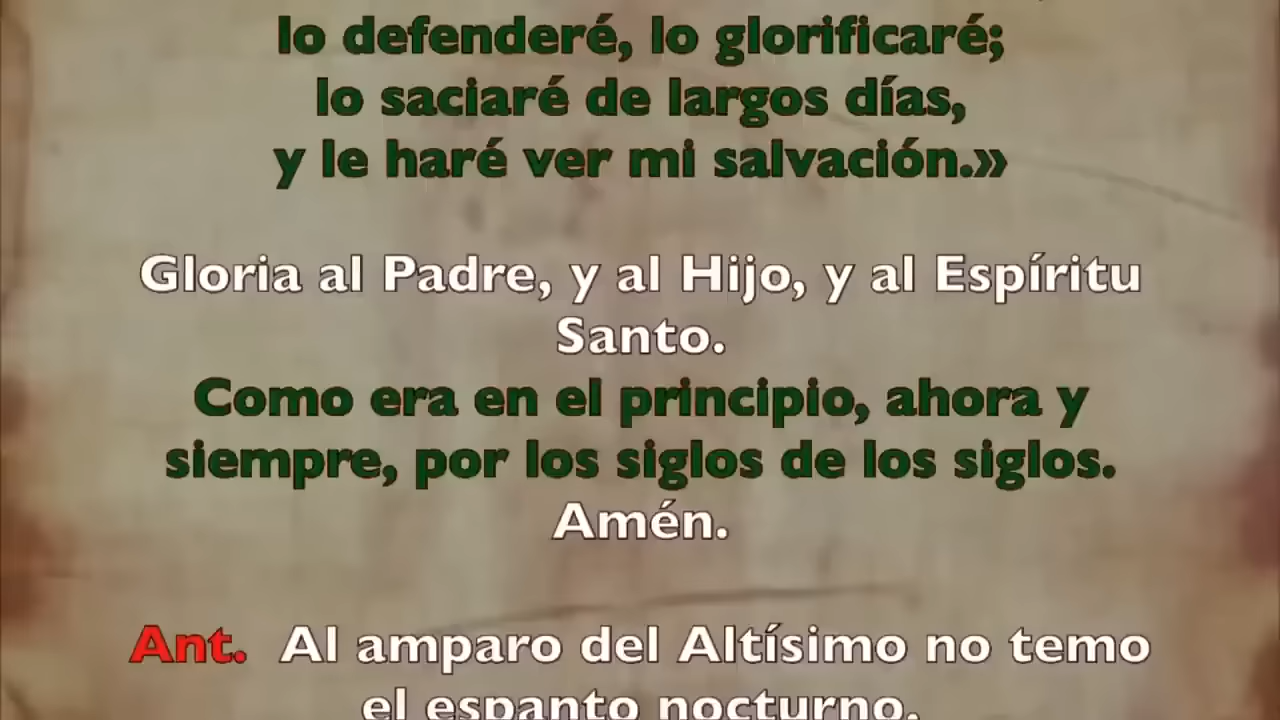 lo defenderé, lo glorificaré;
lo saciaré de largos días,
y le haré ver mi salvación.»
Gloria al Padre, y al Hijo, y al Espíritu
Santo.
Como era en el principio, ahora y
siempre, por los siglos de los siglos.
Amén.
Ant. Al amparo del Altísimo no temo
el espanto nocturno.